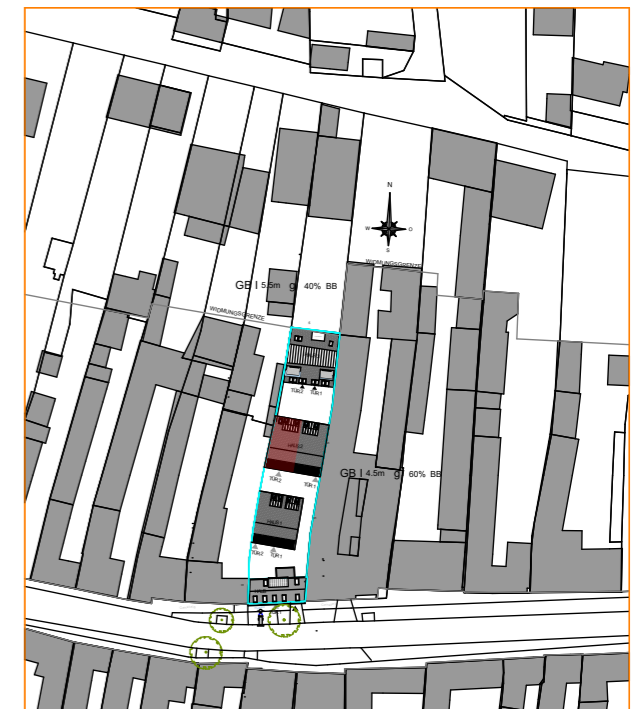 N
W O
S
WIDMUNGSGRENZE
GB I 5.5m g 40% BB
WIDMUNGSGRENZE
TÜR2 TÜR1
HAUS2
GB I 4.5m g 60% BB
TÜR2 TÜR1
HAUS1
TÜR2 TÜR1